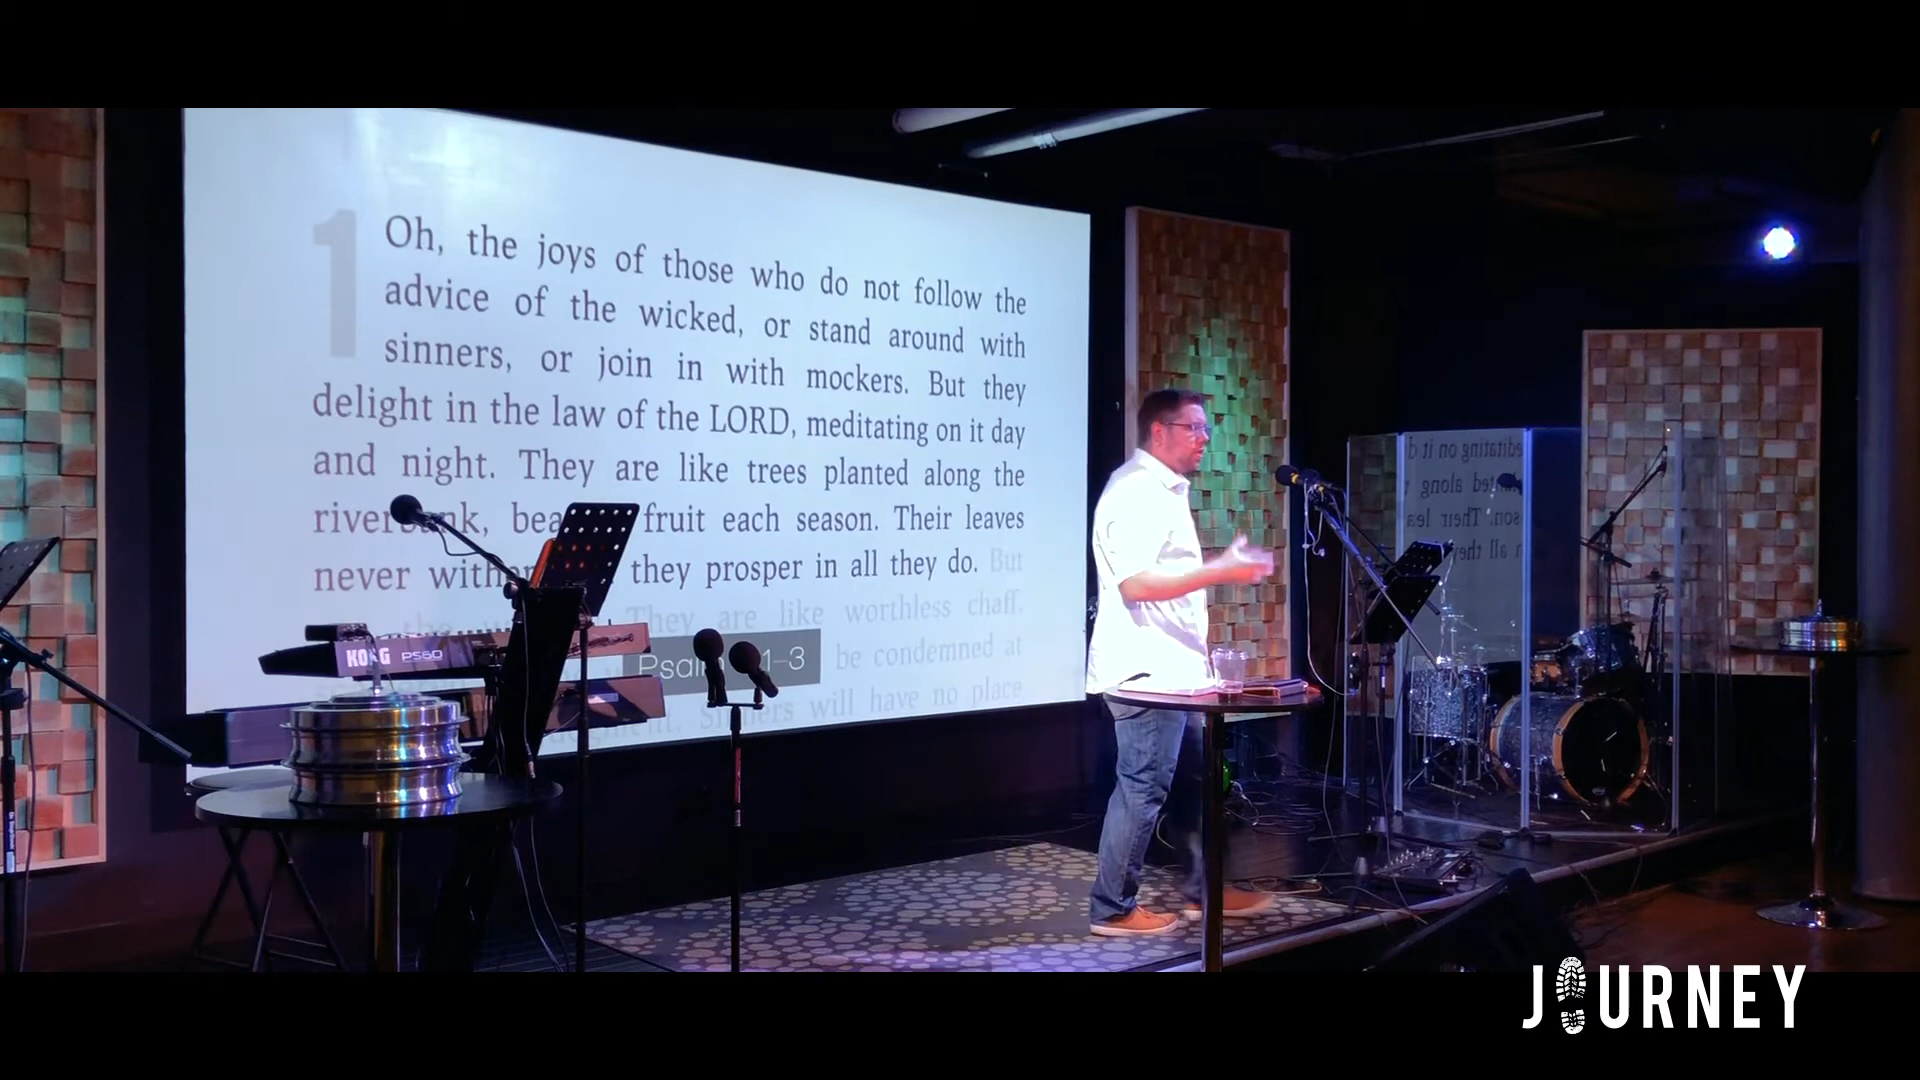 1
Oh, the joys of those who do not follow the
advice of the wicked, or stand around with
sinners, or join in with mockers. But they
delight in the law of the LORD, meditating on it day
and night. They are like trees planted along the
fruit each season. Their leaves
never they prosper in all they do. But
They are like worthless chaff.
be condemned at
Sinners will have no place
1–3
KORG PS60
JOURNEY